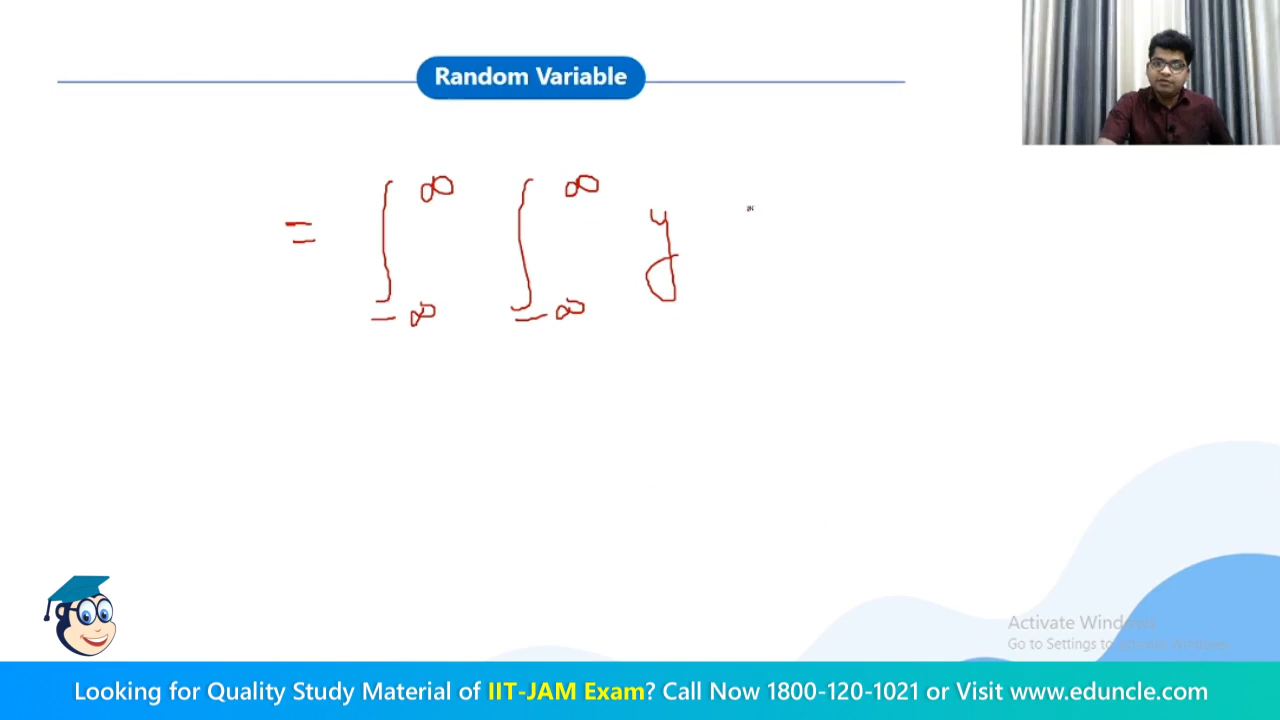 Random Variable
= ∫_{-∞}^{∞} ∫_{-∞}^{∞} y
Activate Windows
Go to Settings to activate Windows.
Looking for Quality Study Material of IIT-JAM Exam? Call Now 1800-120-1021 or Visit www.eduncle.com